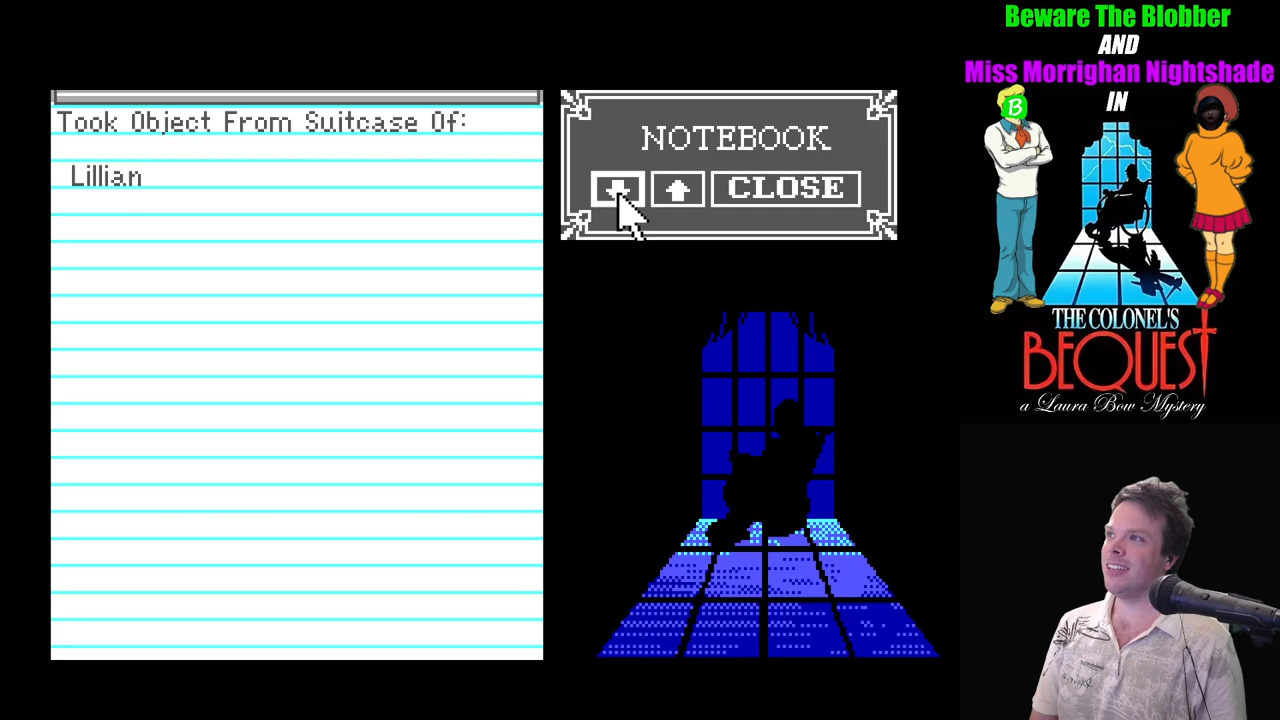 Took Object From Suitcase Of:
Lillian
NOTEBOOK
CLOSE
Beware The Blobber
AND
Miss Morrighan Nightshade
IN
B
THE COLONEL'S
BEQUEST
a Laura Bow Mystery